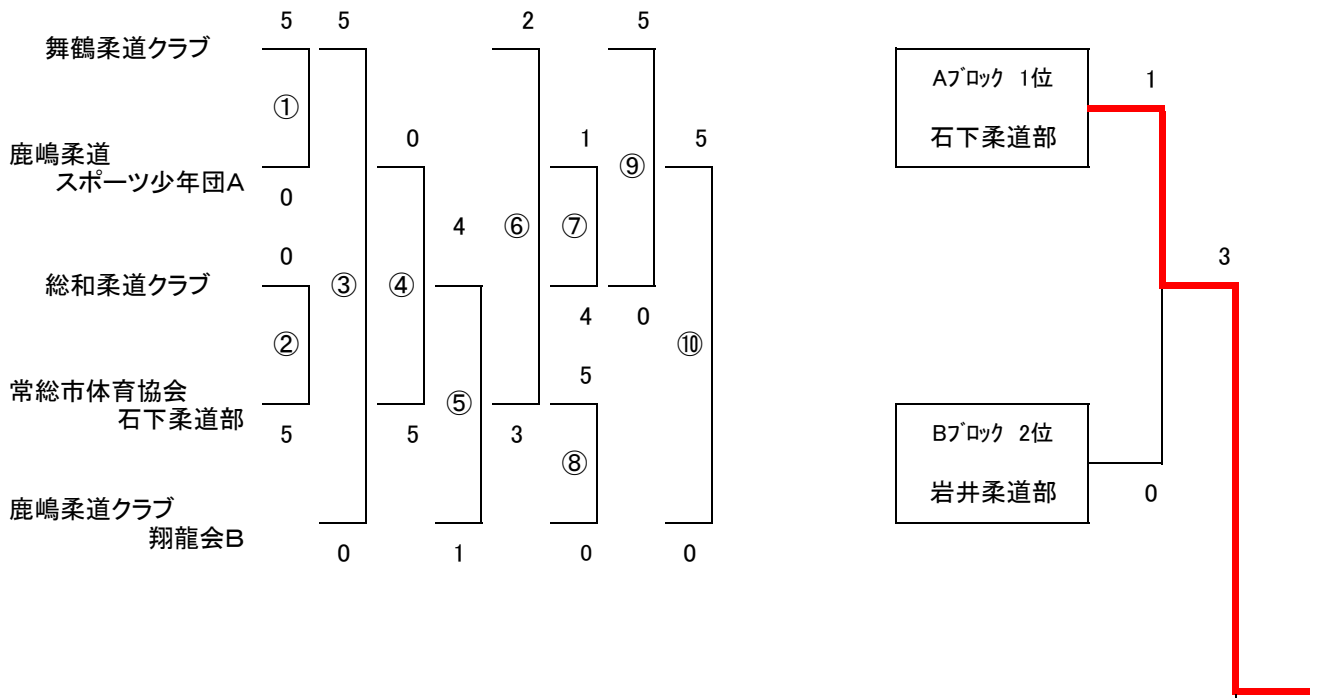 5 5 2 5
舞鶴柔道クラブ
Aブロック 1位 1
①
鹿嶋柔道 0 1 5 石下柔道部
スポーツ少年団A ⑨
0
4 ⑥ ⑦
0 3
総和柔道クラブ ③ ④
4 0
② ⑩
5
常総市体育協会 ⑤
石下柔道部
5 5 3 Bブロック 2位
⑧
鹿嶋柔道クラブ 岩井柔道部 0
翔龍会B
0 1 0 0